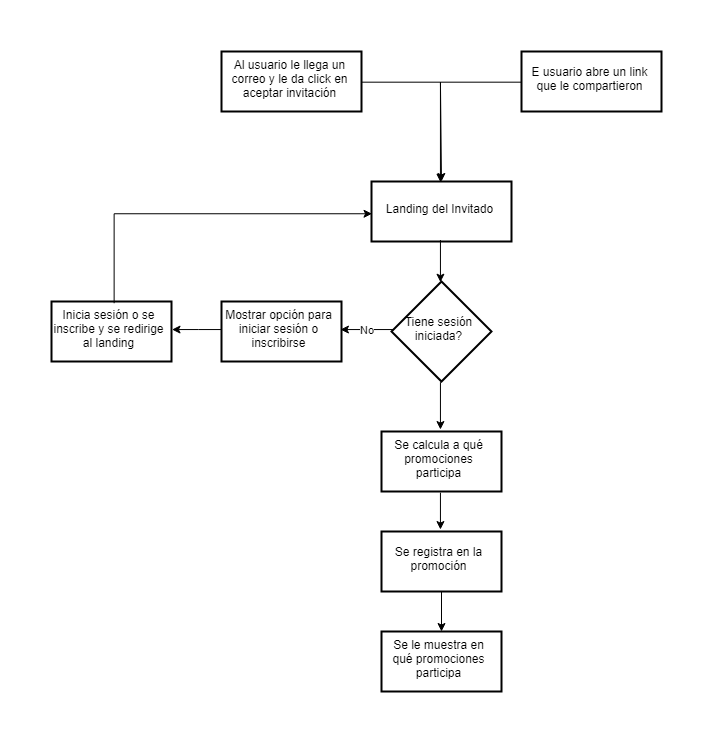 Al usuario le llega un
correo y le da click en
aceptar invitación
E usuario abre un link
que le compartieron
Landing del Invitado
Inicia sesión o se
inscribe y se redirige
al landing
Mostrar opción para
iniciar sesión o
inscribirse
No
Tiene sesión
iniciada?
Se calcula a qué
promociones
participa
Se registra en la
promoción
Se le muestra en
qué promociones
participa